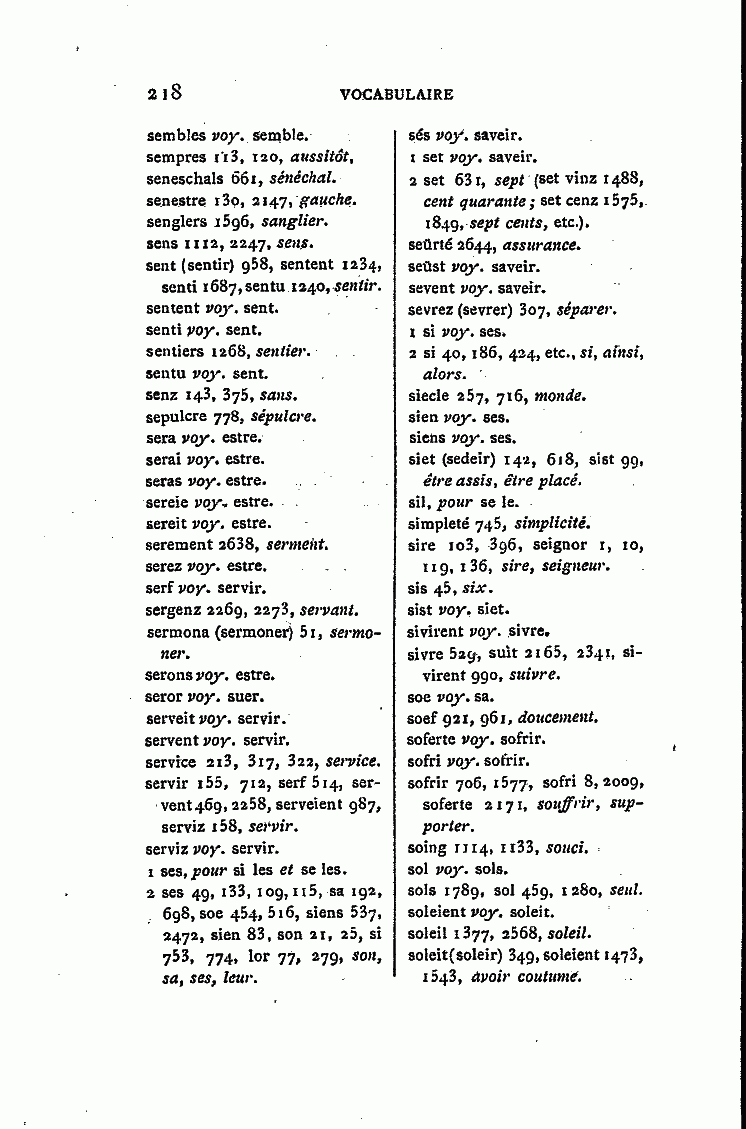 218 VOCABULAIRE
sembles voy. semble.
sempres 113, 120, aussitôt,
seneschals 661, sénéchal.
senestre 130, 2147, gauche.
senglers 1596, sanglier.
sens 1112, 2247, sens.
sent (sentir) 958, sentent 1234,
senti 1687, sentu 1240, sentir.
sentent voy. sent.
senti voy. sent.
sentiers 1268, sentier.
sentu voy. sent.
senz 143, 375, sans.
sepulcre 778, sépulcre.
sera voy. estre.
serai voy. estre.
seras voy. estre.
sereie voy. estre.
sereit voy. estre.
serement 2638, serment.
serez voy. estre.
serf voy. servir.
sergenz 2269, 2273, servant.
sermona (sermoner) 51, sermo-
ner.
serons voy. estre.
seror voy. suer.
serveit voy. servir.
servent voy. servir.
service 213, 317, 322, service.
servir 155, 712, serf 514, ser-
vent 469, 2258, serveient 987,
serviz 158, servir.
serviz voy. servir.
1 ses, pour si les et se les.
2 ses 49, 133, 109, 115, sa 192,
698, soe 454, 516, siens 537,
2472, sien 83, son 21, 25, si
753, 774, lor 77, 279, son,
sa, ses, leur.
sés voy. saveir.
1 set voy. saveir.
2 set 631, sept (set vinz 1488,
cent quarante; set cenz 1575,
1849, sept cents, etc.).
seürté 2644, assurance.
seüst voy. saveir.
sevent voy. saveir.
sevrez (sevrer) 307, séparer.
1 si voy. ses.
2 si 40, 186, 424, etc., si, ainsi,
alors.
siecle 257, 716, monde.
sien voy. ses.
siens voy. ses.
siet (sedeir) 142, 618, sist 99,
être assis, être placé.
sil, pour se le.
simpleté 745, simplicité.
sire 103, 396, seignor 1, 10,
119, 136, sire, seigneur.
sis 45, six.
sist voy. siet.
sivirent voy. sivre.
sivre 529, suit 2165, 2341, si-
virent 990, suivre.
soe voy. sa.
soef 921, 961, doucement.
soferte voy. sofrir.
sofri voy. sofrir.
sofrir 706, 1577, sofri 8, 2009,
soferte 2171, souffrir, sup-
porter.
soing 1114, 1133, souci.
sol voy. sols.
sols 1789, sol 459, 1280, seul.
soleient voy. soleit.
soleil 1377, 2568, soleil.
soleit (soleir) 349, soleient 1473,
1543, avoir coutume.